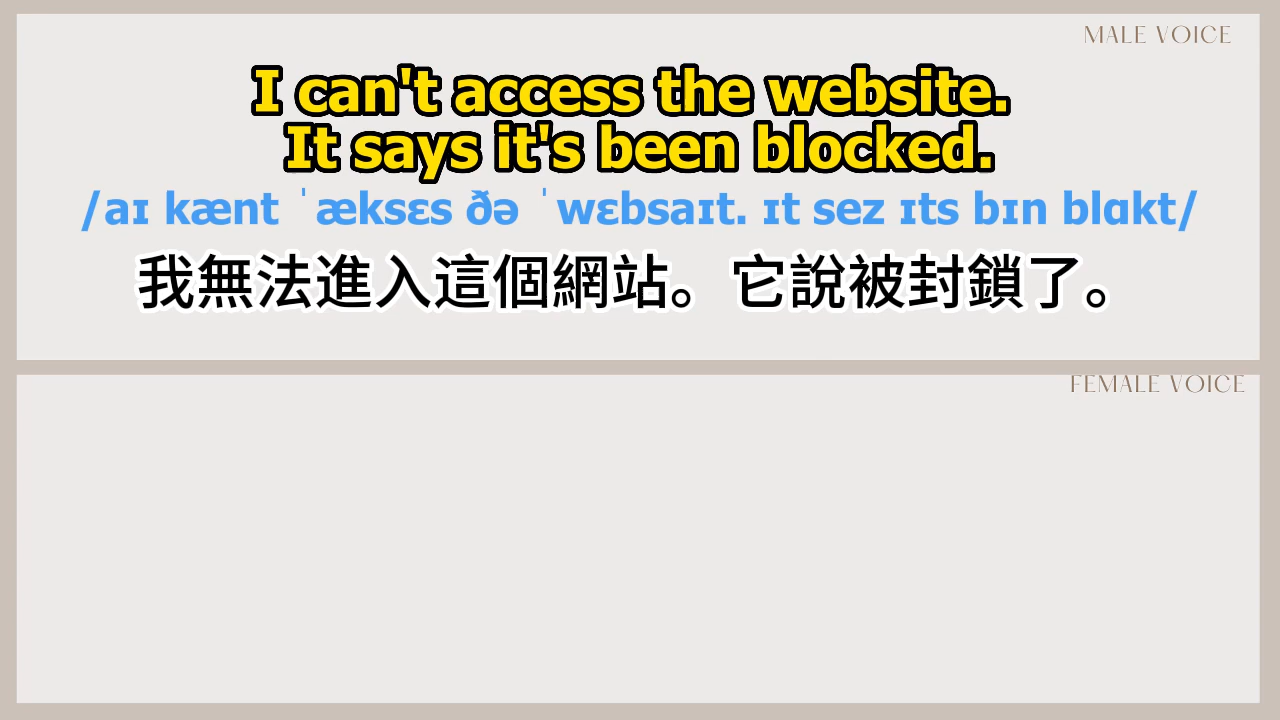 MALE VOICE
I can't access the website.
It says it's been blocked.
/aɪ kænt ˈæksɛs ðə ˈwɛbsaɪt. ɪt sez ɪts bɪn blɑkt/
我無法進入這個網站。它說被封鎖了。
FEMALE VOICE